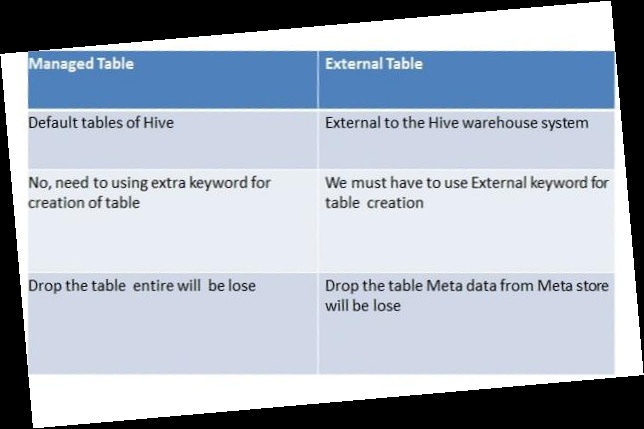 Managed Table
External Table
Default tables of Hive
External to the Hive warehouse system
No, need to using extra keyword for
creation of table
We must have to use External keyword for
table creation
Drop the table entire will be lose
Drop the table Meta data from Meta store
will be lose